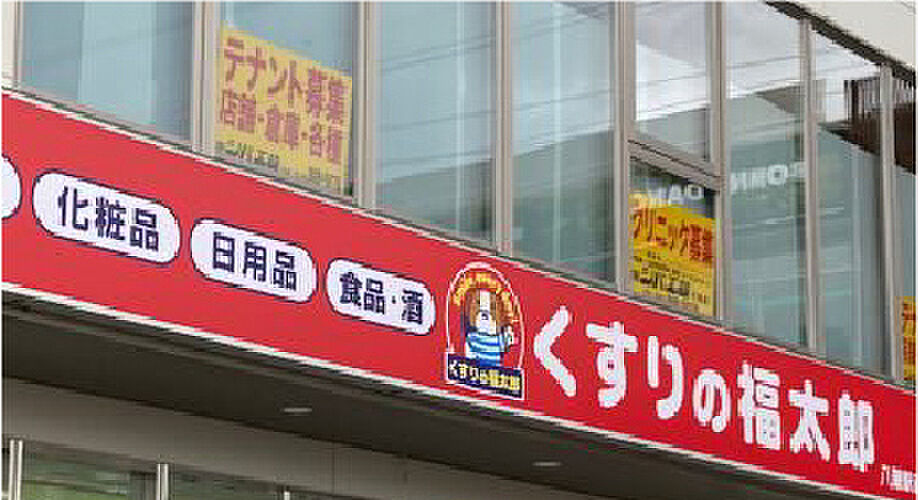 テナント募集
店舗・倉庫・各種
クリニック募集
化粧品
日用品
食品・酒
くすりの福太郎
くすりの福太郎